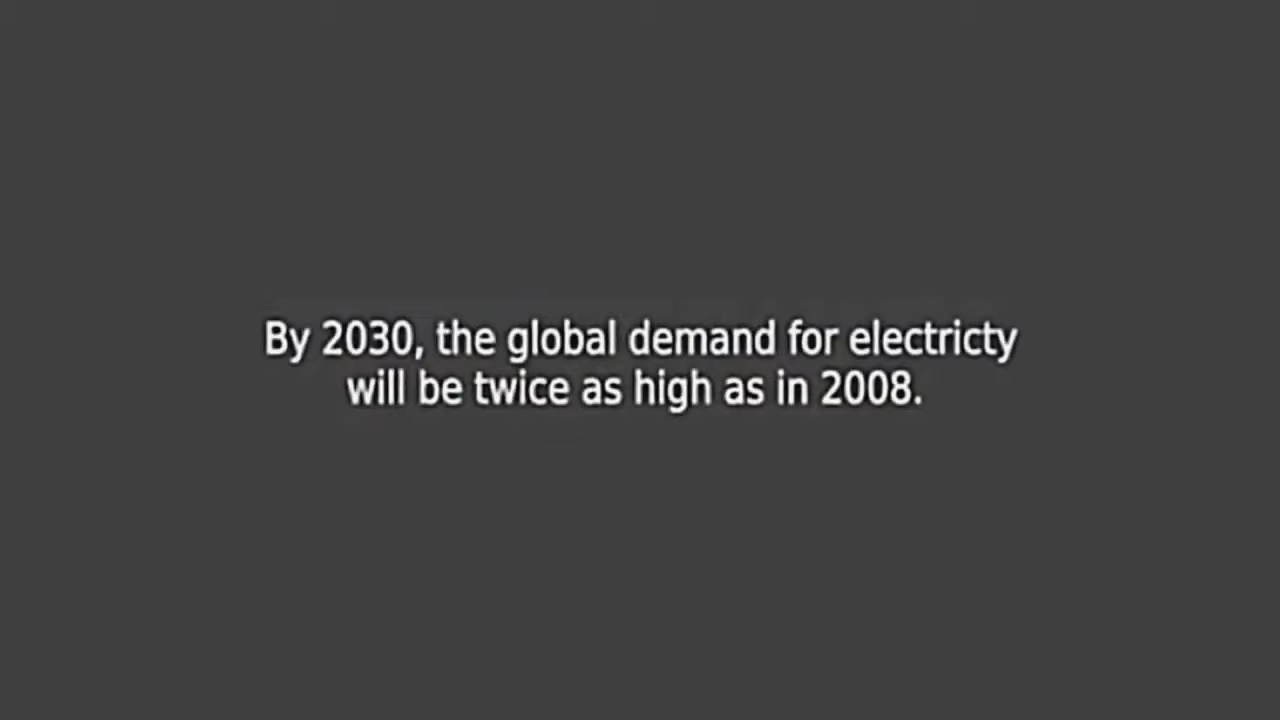 By 2030, the global demand for electricty
will be twice as high as in 2008.